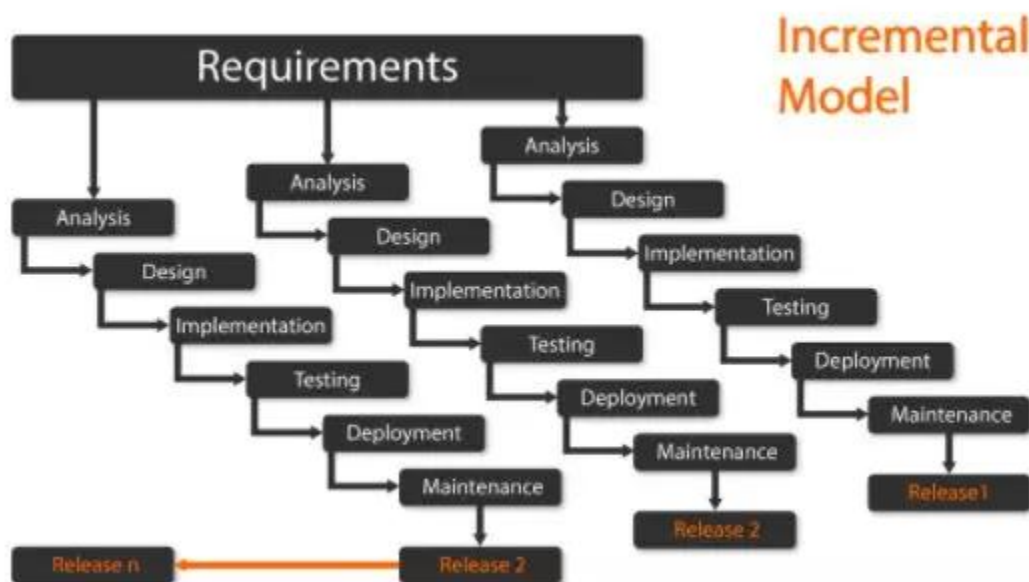 Incremental
Model
Requirements
Analysis
Design
Implementation
Testing
Deployment
Maintenance
Release 2
Release n
Analysis
Design
Implementation
Testing
Deployment
Maintenance
Release 2
Analysis
Design
Implementation
Testing
Deployment
Maintenance
Release1